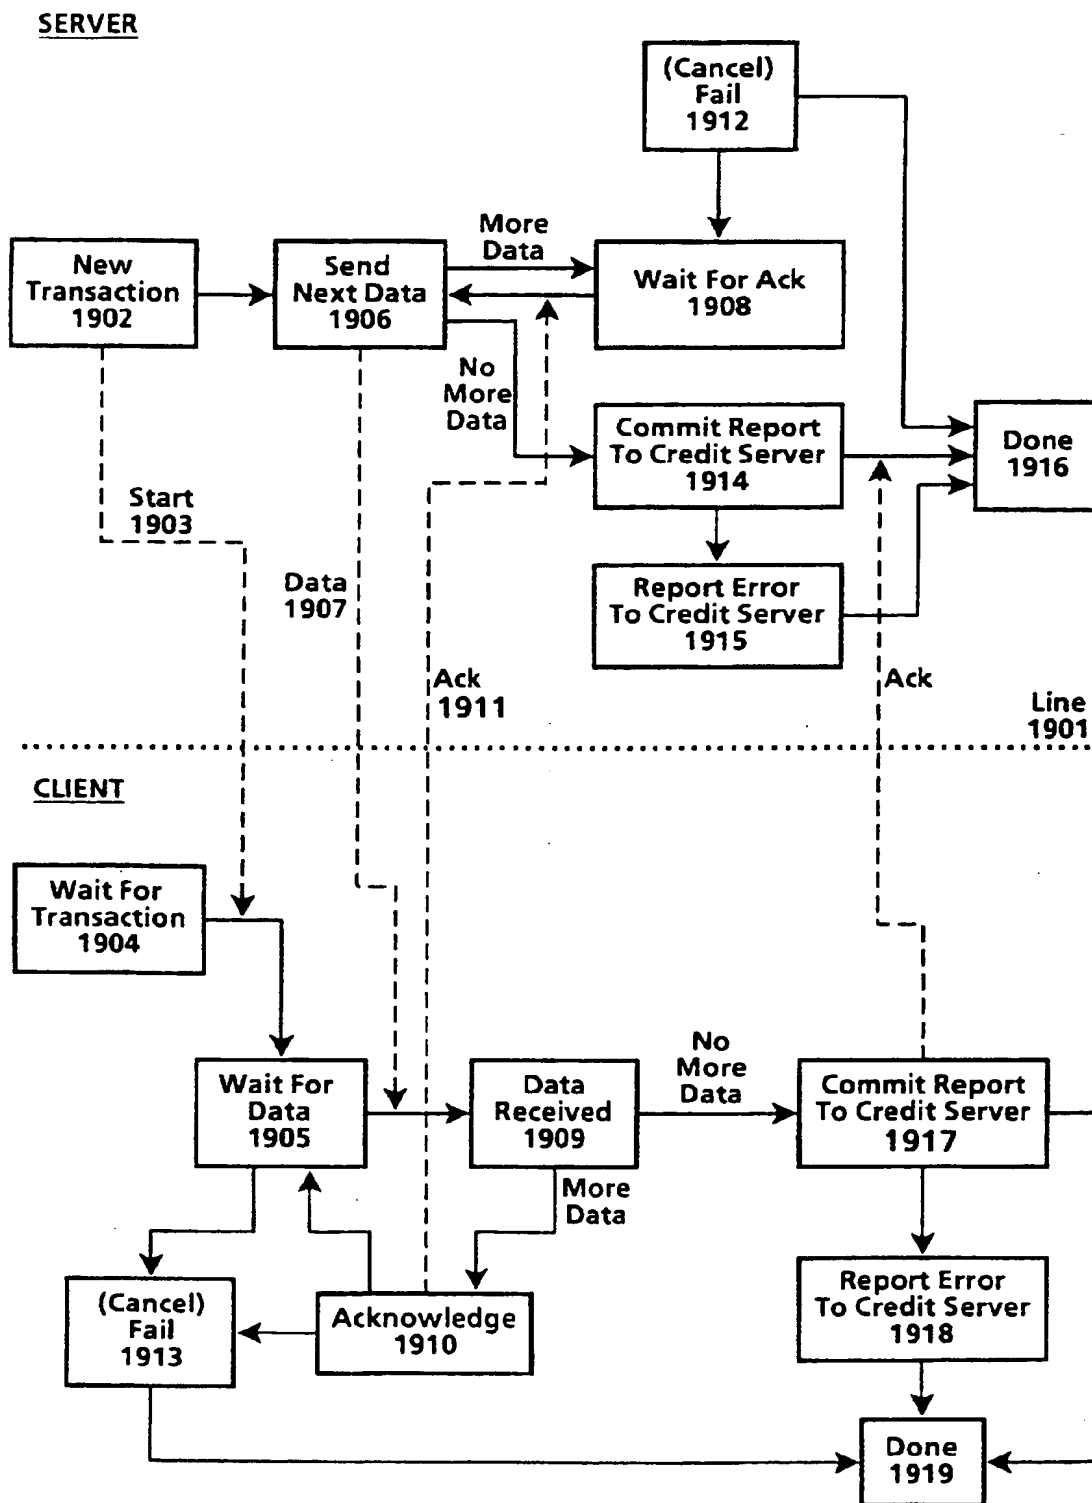 SERVER
(Cancel)
Fail
1912
New
Transaction
1902
Send
Next Data
1906
More
Data
Wait For Ack
1908
No
More
Data
Commit Report
To Credit Server
1914
Done
1916
Start
1903
Data
1907
Report Error
To Credit Server
1915
Ack
1911
Ack
Line
1901
CLIENT
Wait For
Transaction
1904
Wait For
Data
1905
Data
Received
1909
No
More
Data
Commit Report
To Credit Server
1917
More
Data
(Cancel)
Fail
1913
Acknowledge
1910
Report Error
To Credit Server
1918
Done
1919